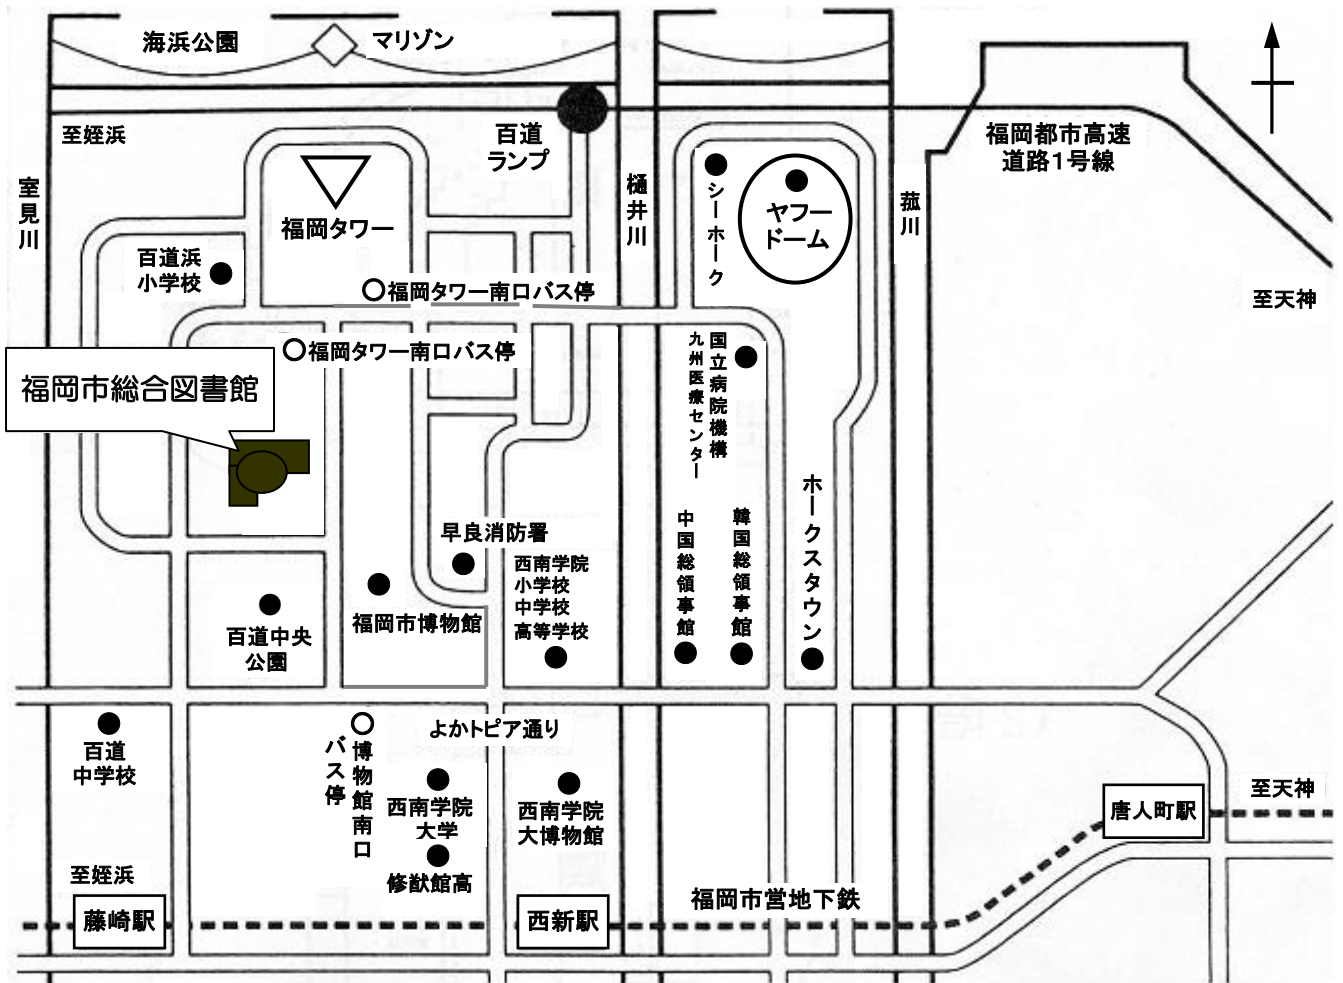 海浜公園
マリゾン
至姪浜
百道
ランプ
福岡都市高速
道路1号線
室見川
樋井川
菰川
福岡タワー
シーホーク
ヤフー
ドーム
百道浜
小学校
福岡タワー南口バス停
至天神
福岡タワー南口バス停
福岡市総合図書館
国立病院機構
九州医療センター
ホークスタウン
中国総領事館
韓国総領事館
早良消防署
西南学院
小学校
中学校
高等学校
福岡市博物館
百道中央
公園
よかトピア通り
百道
中学校
博物館南口
バス停
西南学院
大学
西南学院
大博物館
修猷館高
唐人町駅
至天神
至姪浜
藤崎駅
西新駅
福岡市営地下鉄